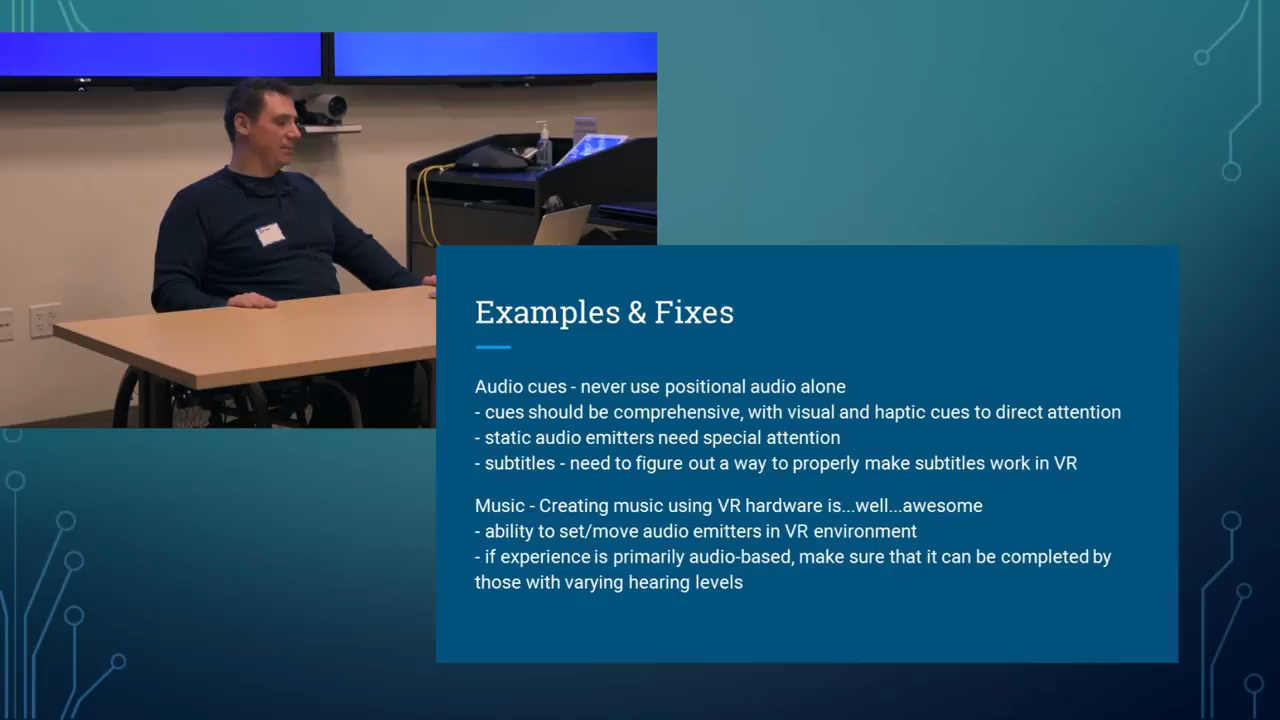 Examples & Fixes
Audio cues - never use positional audio alone
- cues should be comprehensive, with visual and haptic cues to direct attention
- static audio emitters need special attention
- subtitles - need to figure out a way to properly make subtitles work in VR
Music - Creating music using VR hardware is...well...awesome
- ability to set/move audio emitters in VR environment
- if experience is primarily audio-based, make sure that it can be completed by
those with varying hearing levels